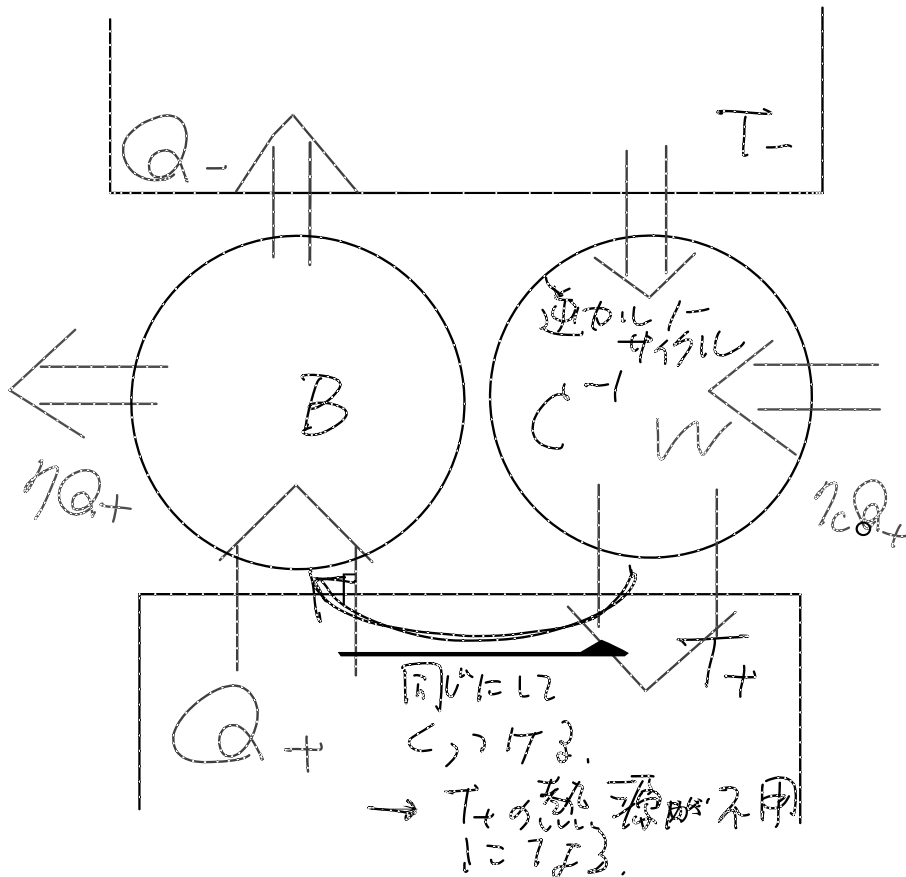 Q-
T-
逆カルノー
サイクル
B
C⁻¹
W
ηQ+
ηcQ+
T+
Q+
同じにして
くっつける.
→ T+の熱源が不用
になる.